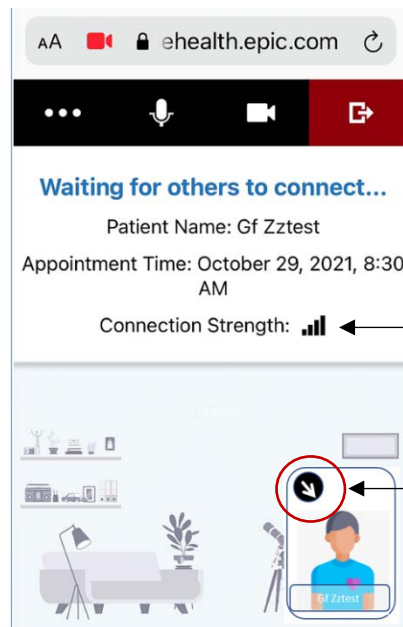 AA ehealth.epic.com
Waiting for others to connect...
Patient Name: Gf Zztest
Appointment Time: October 29, 2021, 8:30
AM
Connection Strength:
Gf Zztest